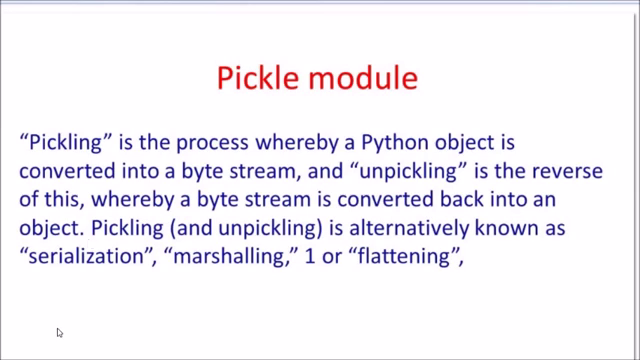 Pickle module
“Pickling” is the process whereby a Python object is
converted into a byte stream, and “unpickling” is the reverse
of this, whereby a byte stream is converted back into an
object. Pickling (and unpickling) is alternatively known as
“serialization”, “marshalling,” 1 or “flattening”,